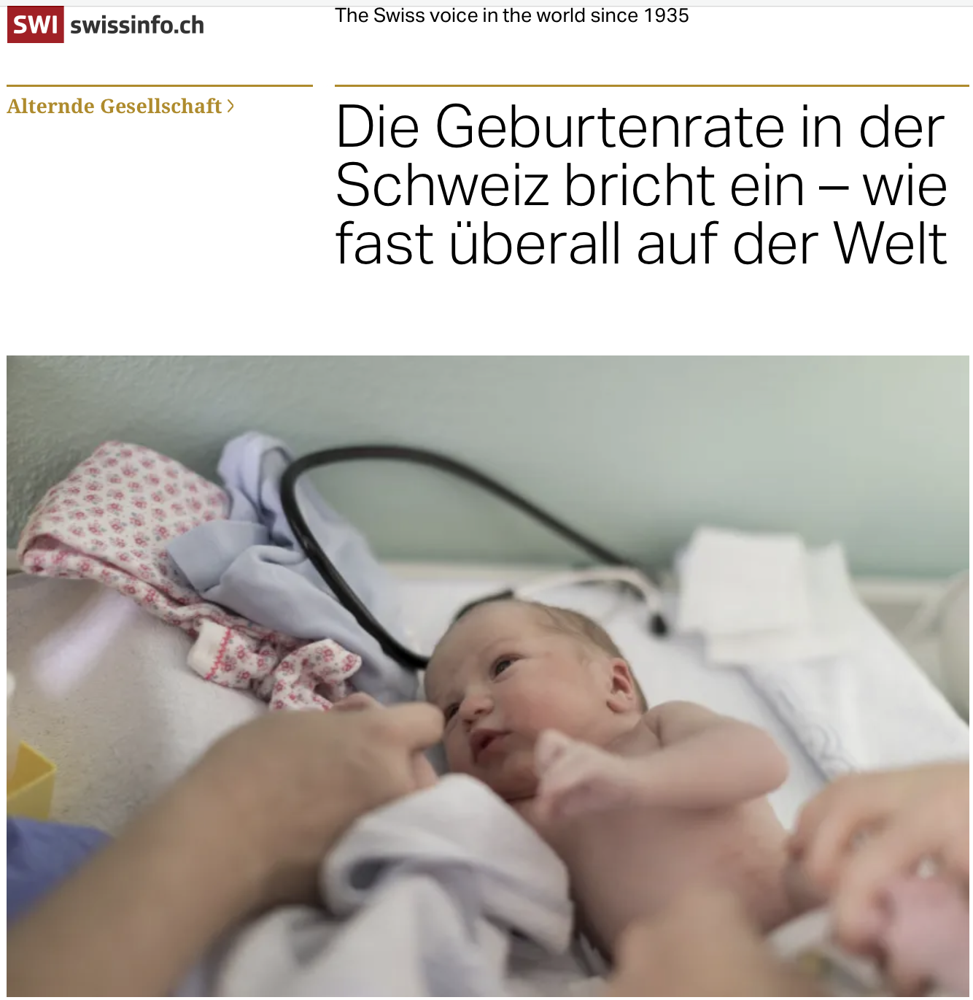 SWI swissinfo.ch
The Swiss voice in the world since 1935
Alternde Gesellschaft
Die Geburtenrate in der
Schweiz bricht ein – wie
fast überall auf der Welt